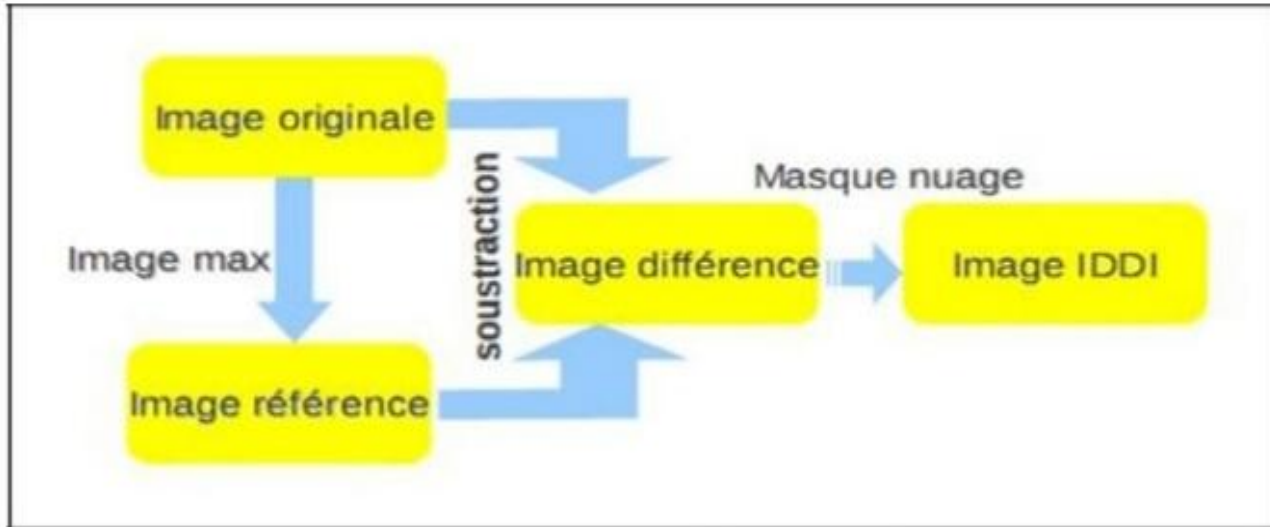 Image originale
Image max
Image référence
soustraction
Image différence
Masque nuage
Image IDDI